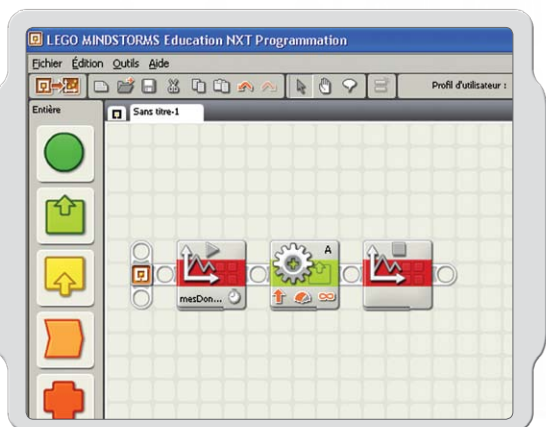 LEGO MINDSTORMS Education NXT Programmation
Fichier Édition Outils Aide
Profil d'utilisateur :
Entière
Sans titre-1
A
mesDon...